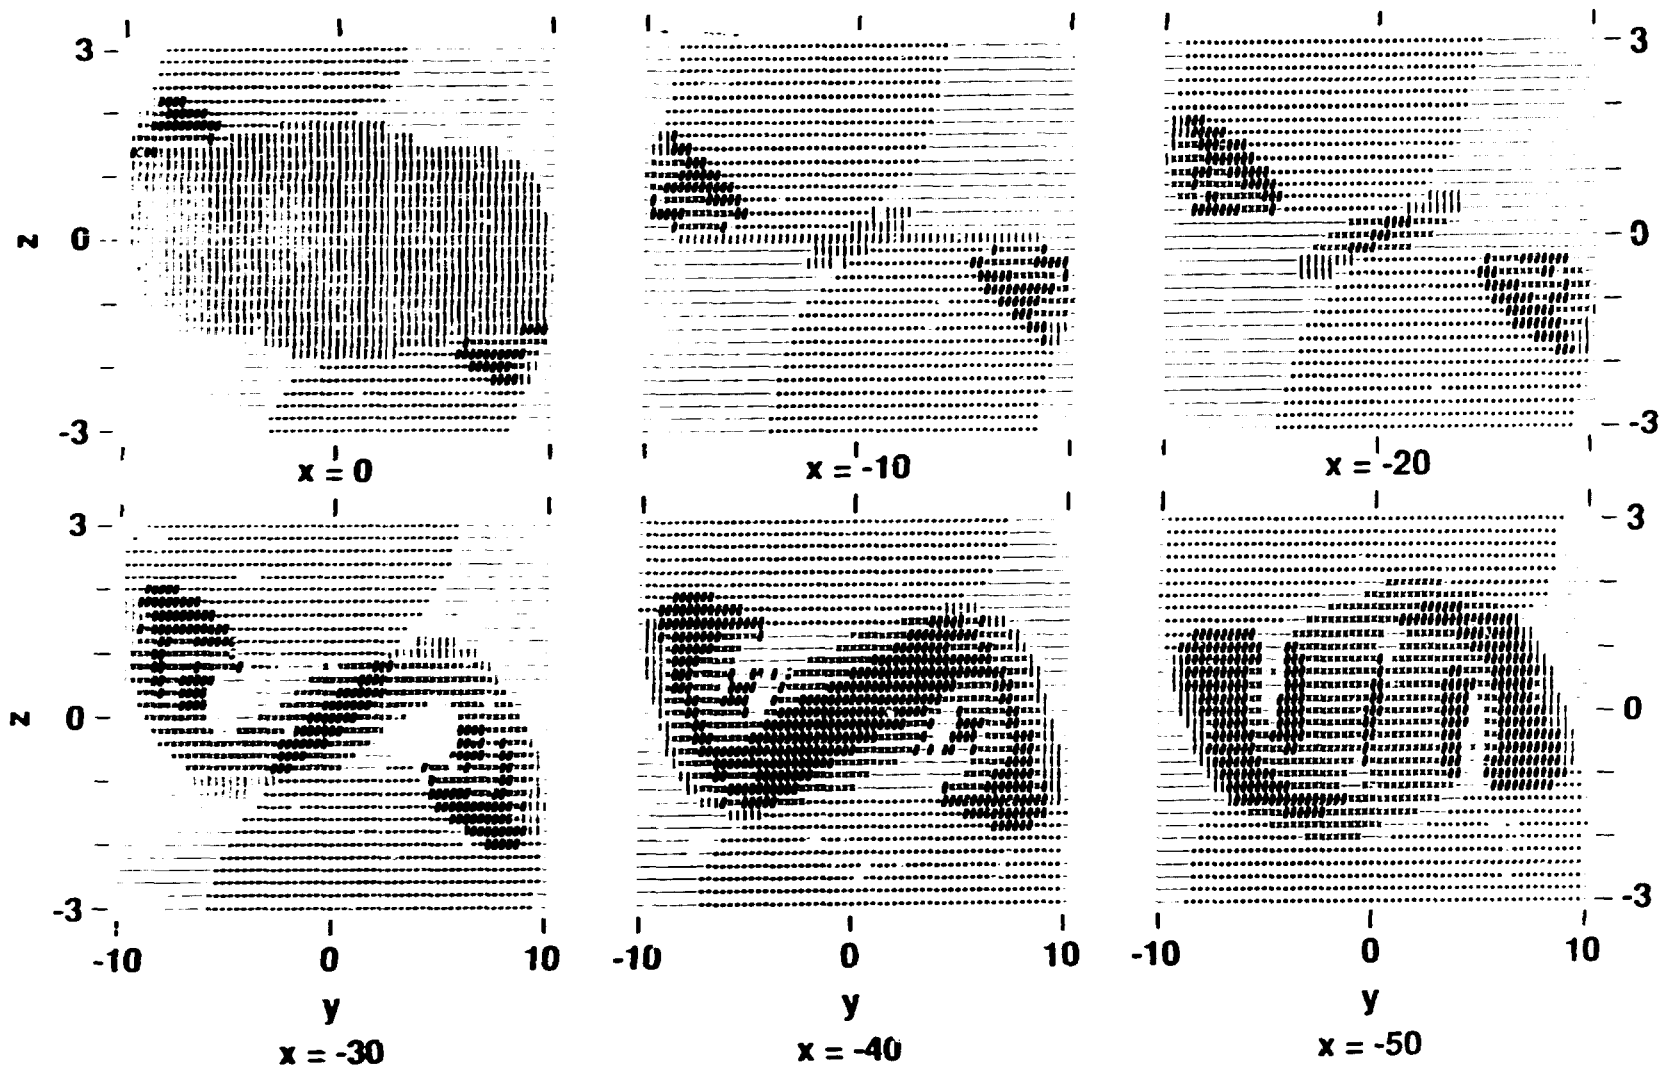 3 3
z 0 0
-3 -3
x = 0 x = -10 x = -20
3 3
z 0 0
-3 -3
-10 0 10 -10 0 10 -10 0 10
y y y
x = -30 x = -40 x = -50